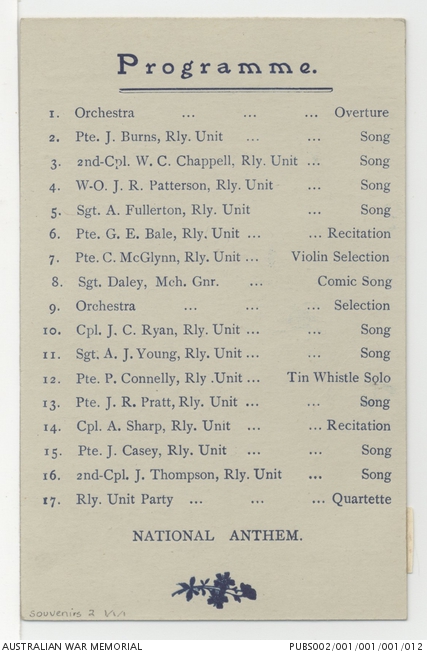 Programme.
1. Orchestra ... ... ... Overture
2. Pte. J. Burns, Rly. Unit ... ... Song
3. 2nd-Cpl. W. C. Chappell, Rly. Unit ... Song
4. W-O. J. R. Patterson, Rly. Unit ... Song
5. Sgt. A. Fullerton, Rly. Unit ... Song
6. Pte. G. E. Bale, Rly. Unit ... ... Recitation
7. Pte. C. McGlynn, Rly. Unit ... Violin Selection
8. Sgt. Daley, Mch. Gnr. ... Comic Song
9. Orchestra ... ... ... Selection
10. Cpl. J. C. Ryan, Rly. Unit ... ... Song
11. Sgt. A. J. Young, Rly. Unit ... ... Song
12. Pte. P. Connelly, Rly .Unit ... Tin Whistle Solo
13. Pte. J. R. Pratt, Rly. Unit ... ... Song
14. Cpl. A. Sharp, Rly. Unit ... ... Recitation
15. Pte. J. Casey, Rly. Unit ... ... Song
16. 2nd-Cpl. J. Thompson, Rly. Unit ... Song
17. Rly. Unit Party ... ... ... Quartette
NATIONAL ANTHEM.
Souvenirs 2
AUSTRALIAN WAR MEMORIAL PUBS002/001/001/001/012